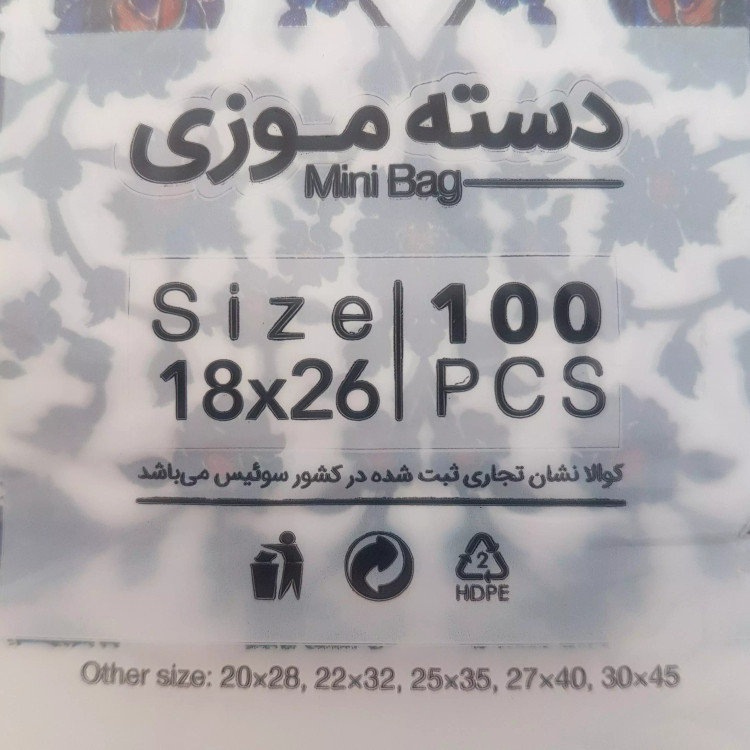 دسته موزی
Mini Bag
Size
18x26
100
PCS
کوالا نشان تجاری ثبت شده در کشور سوئیس می‌باشد
2
HDPE
Other size: 20x28, 22x32, 25x35, 27x40, 30x45